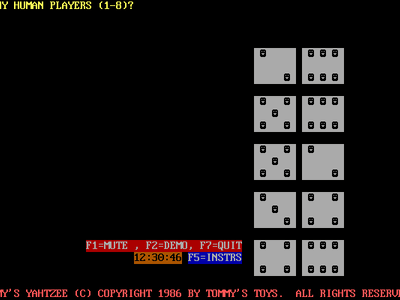 HUMAN PLAYERS (1-8)?
F1=MUTE , F2=DEMO, F7=QUIT
12:30:46 F5=INSTRS
YAHTZEE (C) COPYRIGHT 1986 BY TOMMY'S TOYS. ALL RIGHTS